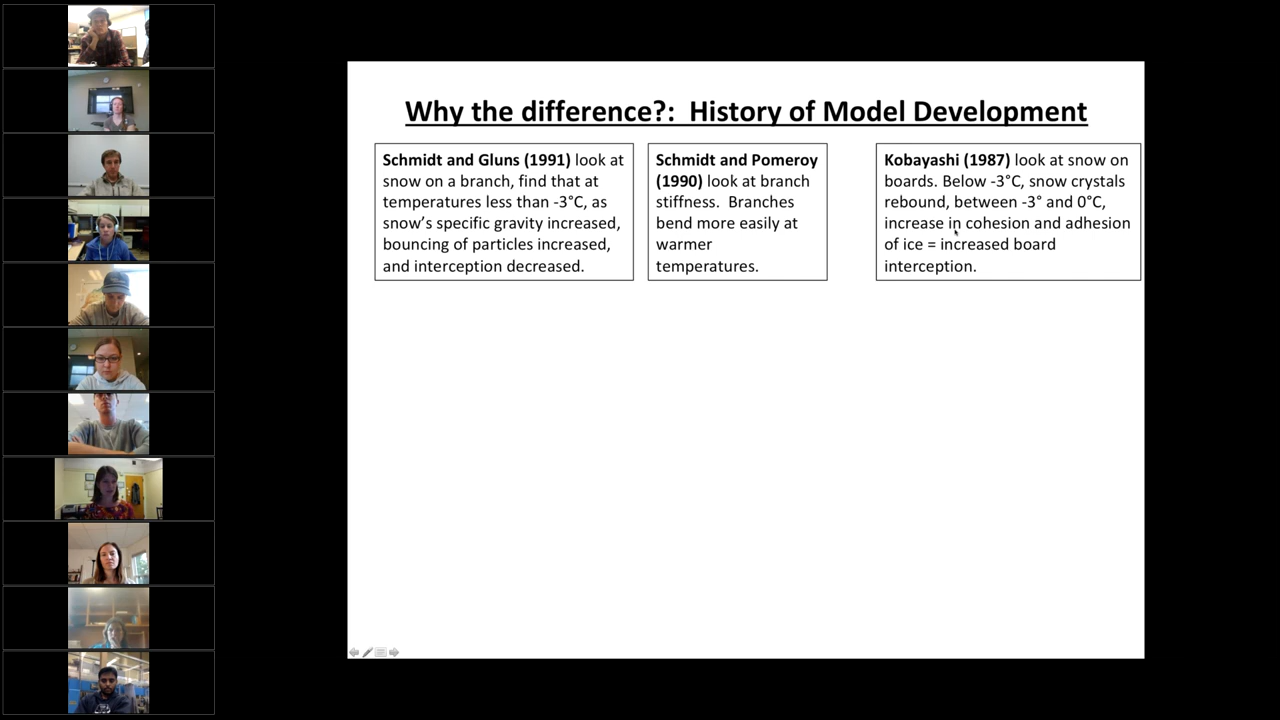 Why the difference?:  History of Model Development
Schmidt and Gluns (1991) look at
snow on a branch, find that at
temperatures less than -3°C, as
snow's specific gravity increased,
bouncing of particles increased,
and interception decreased.
Schmidt and Pomeroy
(1990) look at branch
stiffness.  Branches
bend more easily at
warmer
temperatures.
Kobayashi (1987) look at snow on
boards. Below -3°C, snow crystals
rebound, between -3° and 0°C,
increase in cohesion and adhesion
of ice = increased board
interception.